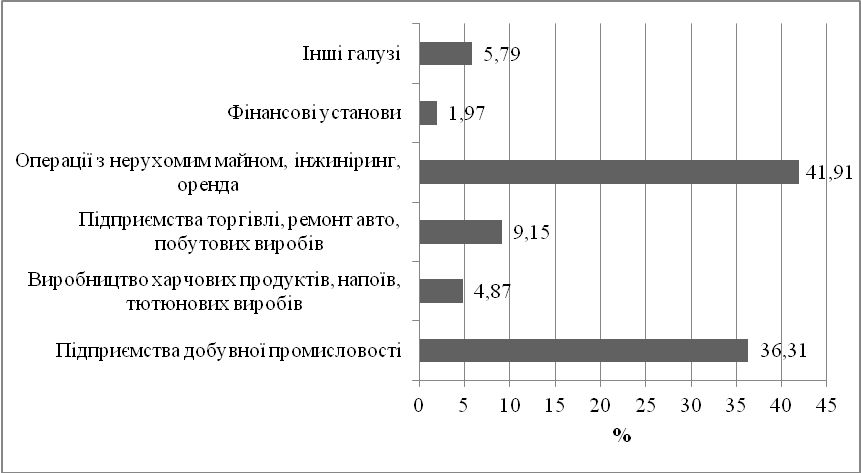 Інші галузі
5,79
Фінансові установи
1,97
Операції з нерухомим майном, інжиніринг,
оренда
41,91
Підприємства торгівлі, ремонт авто,
побутових виробів
9,15
Виробництво харчових продуктів, напоїв,
тютюнових виробів
4,87
Підприємства добувної промисловості
36,31
0 5 10 15 20 25 30 35 40 45
%